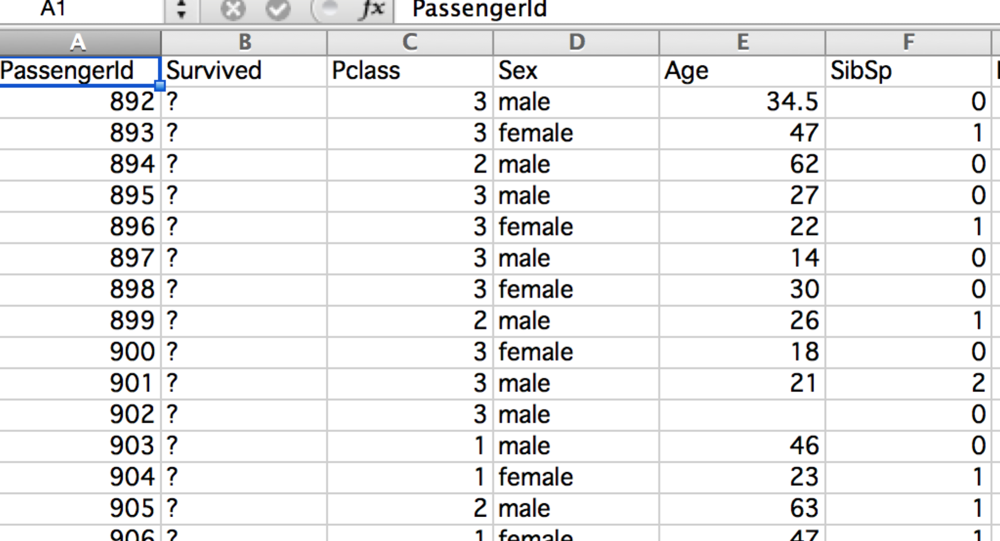 A1 fx PassengerId
A B C D E F
PassengerId Survived Pclass Sex Age SibSp
892 ? 3 male 34.5 0
893 ? 3 female 47 1
894 ? 2 male 62 0
895 ? 3 male 27 0
896 ? 3 female 22 1
897 ? 3 male 14 0
898 ? 3 female 30 0
899 ? 2 male 26 1
900 ? 3 female 18 0
901 ? 3 male 21 2
902 ? 3 male 0
903 ? 1 male 46 0
904 ? 1 female 23 1
905 ? 2 male 63 1
906 ? 1 female 47 1